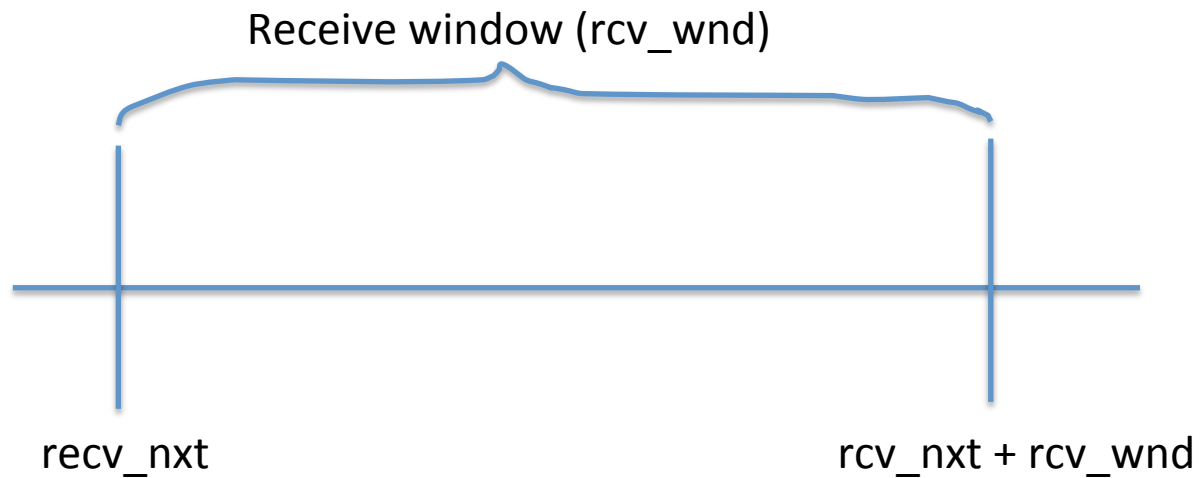 Receive window (rcv_wnd)
recv_nxt
rcv_nxt + rcv_wnd